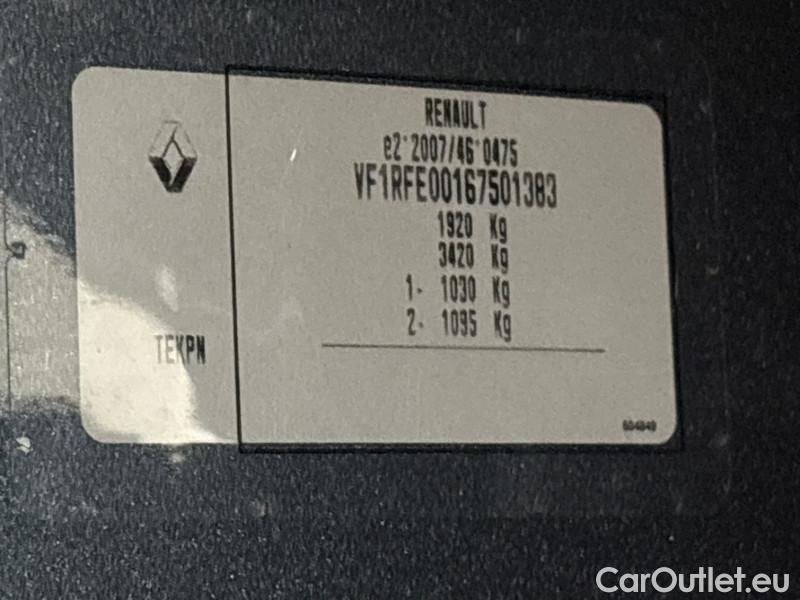 RENAULT
e2*2007/46*0475
VF1RFE00167501383
1920 Kg
3420 Kg
1- 1030 Kg
2- 1095 Kg
TEKPN
604849
CarOutlet.eu